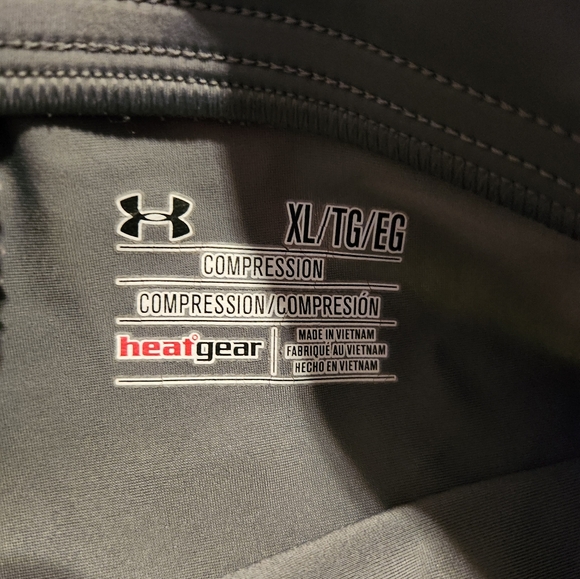 XL/TG/EG
COMPRESSION
COMPRESSION/COMPRESIÓN
heatgear
MADE IN VIETNAM
FABRIQUÉ AU VIETNAM
HECHO EN VIETNAM